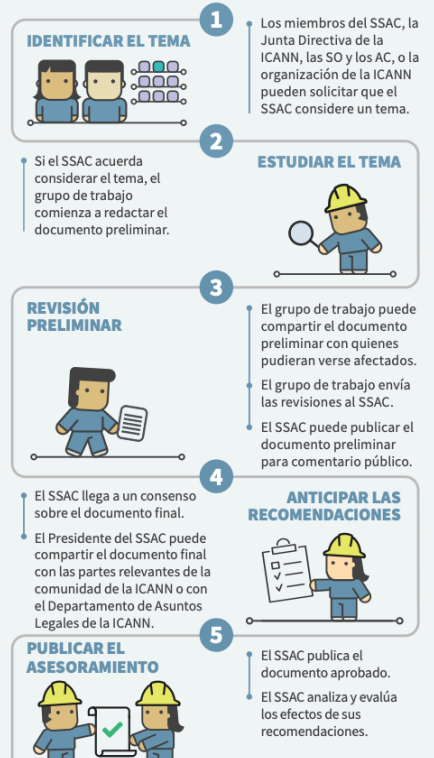 1
IDENTIFICAR EL TEMA
Los miembros del SSAC, la
Junta Directiva de la
ICANN, las SO y los AC, o la
organización de la ICANN
pueden solicitar que el
SSAC considere un tema.
2
ESTUDIAR EL TEMA
Si el SSAC acuerda
considerar el tema, el
grupo de trabajo
comienza a redactar el
documento preliminar.
3
REVISIÓN
PRELIMINAR
El grupo de trabajo puede
compartir el documento
preliminar con quienes
pudieran verse afectados.
El grupo de trabajo envía
las revisiones al SSAC.
El SSAC puede publicar el
documento preliminar
para comentario público.
4
ANTICIPAR LAS
RECOMENDACIONES
El SSAC llega a un consenso
sobre el documento final.
El Presidente del SSAC puede
compartir el documento final
con las partes relevantes de la
comunidad de la ICANN o con
el Departamento de Asuntos
Legales de la ICANN.
5
PUBLICAR EL
ASESORAMIENTO
El SSAC publica el
documento aprobado.
El SSAC analiza y evalúa
los efectos de sus
recomendaciones.